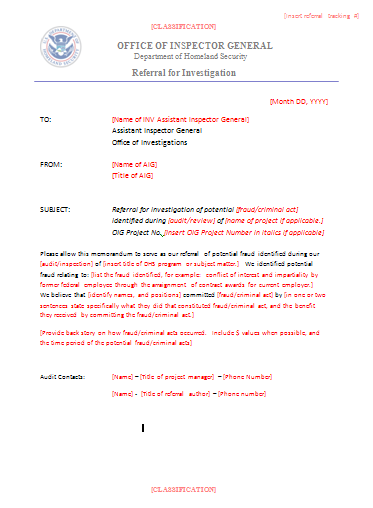 [insert referral tracking #]
[CLASSIFICATION]
OFFICE OF INSPECTOR GENERAL
Department of Homeland Security
Referral for Investigation
[Month DD, YYYY]
TO: [Name of INV Assistant Inspector General]
Assistant Inspector General
Office of Investigations
FROM: [Name of AIG]
[Title of AIG]
SUBJECT: Referral for investigation of potential [fraud/criminal act]
identified during [audit/review] of [name of project if applicable.]
OIG Project No. [Insert OIG Project Number in italics if applicable]
Please allow this memorandum to serve as our referral of potential fraud identified during our
[audit/inspection] of [insert title of DHS program or subject matter.] We identified potential
fraud relating to: [list the fraud identified, for example: conflict of interest and impartiality by
former federal employee through the arraignment of contract awards for current employer.]
We believe that [identify names, and positions] committed [fraud/criminal act] by [in one or two
sentences state specifically what they did that constituted fraud/criminal act, and the benefit
they received by committing the fraud/criminal act.]
[Provide back story on how fraud/criminal acts occurred. Include $ values when possible, and
the time period of the potential fraud/criminal acts]
Audit Contacts: [Name] – [Title of project manager] – [Phone Number]
[Name] - [Title of referral author] – [Phone number]
[CLASSIFICATION]